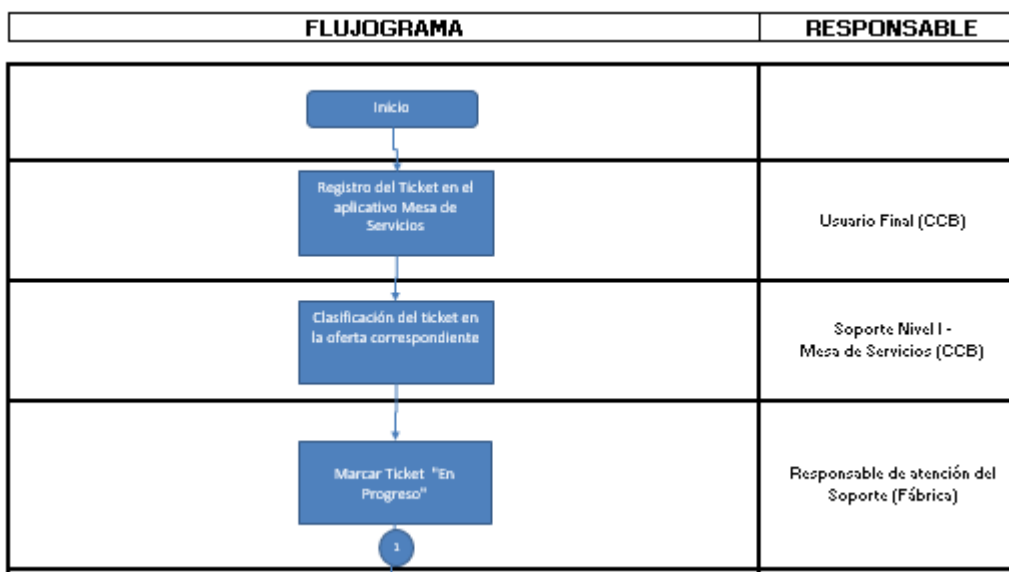 FLUJOGRAMA
RESPONSABLE
Inicio
Registro del Ticket en el
aplicativo Mesa de
Servicios
Usuario Final (CCB)
Clasificación del ticket en
la oferta correspondiente
Soporte Nivel I -
Mesa de Servicios (CCB)
Marcar Ticket "En
Progreso"
Responsable de atención del
Soporte (Fábrica)
1